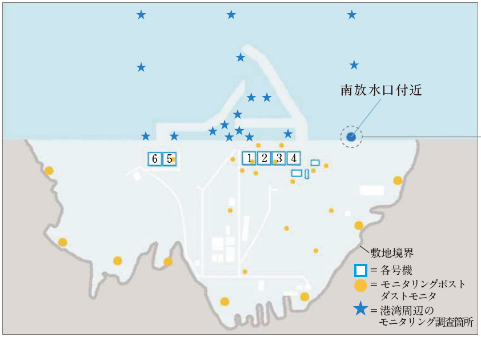 南放水口付近
6 5
1 2 3 4
敷地境界
= 各号機
= モニタリングポスト
ダストモニタ
= 港湾周辺の
モニタリング調査箇所